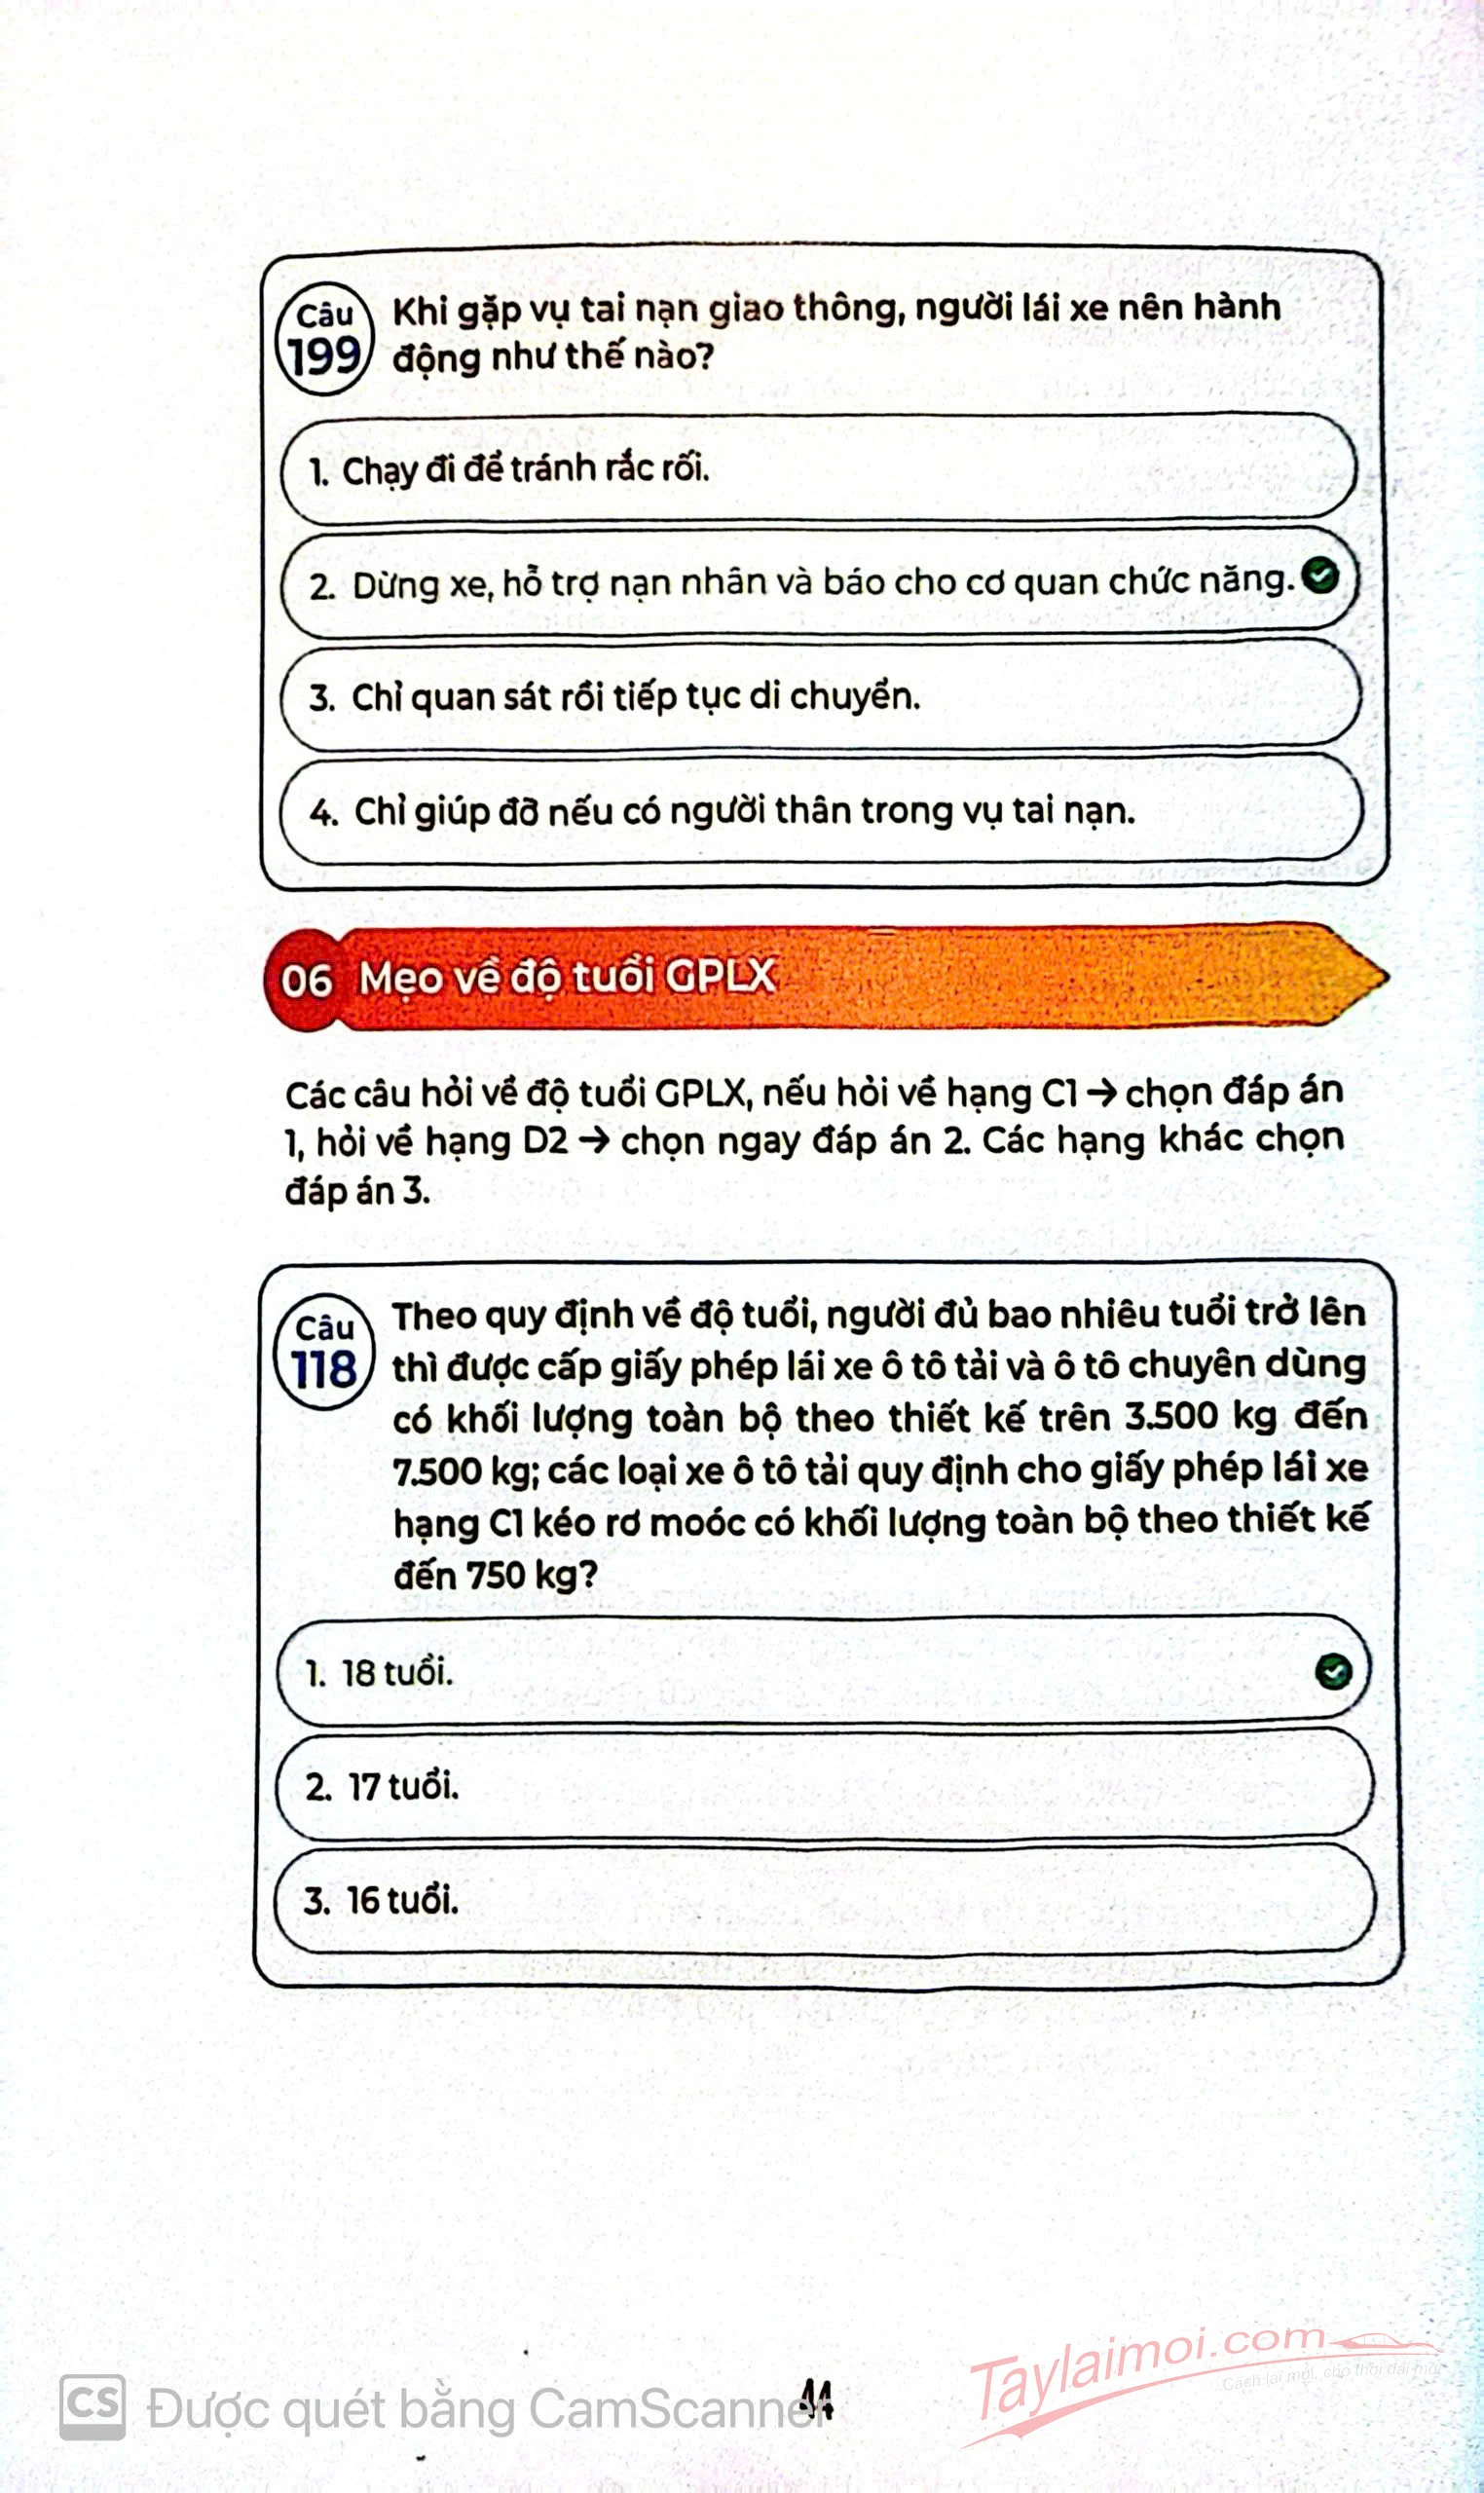 Câu
199
Khi gặp vụ tai nạn giao thông, người lái xe nên hành
động như thế nào?
1. Chạy đi để tránh rắc rối.
2. Dừng xe, hỗ trợ nạn nhân và báo cho cơ quan chức năng.
3. Chỉ quan sát rồi tiếp tục di chuyển.
4. Chỉ giúp đỡ nếu có người thân trong vụ tai nạn.
06 Mẹo về độ tuổi GPLX
Các câu hỏi về độ tuổi GPLX, nếu hỏi về hạng C1 → chọn đáp án
1, hỏi về hạng D2 → chọn ngay đáp án 2. Các hạng khác chọn
đáp án 3.
Câu
118
Theo quy định về độ tuổi, người đủ bao nhiêu tuổi trở lên
thì được cấp giấy phép lái xe ô tô tải và ô tô chuyên dùng
có khối lượng toàn bộ theo thiết kế trên 3.500 kg đến
7.500 kg; các loại xe ô tô tải quy định cho giấy phép lái xe
hạng C1 kéo rơ moóc có khối lượng toàn bộ theo thiết kế
đến 750 kg?
1. 18 tuổi.
2. 17 tuổi.
3. 16 tuổi.
44
CS Được quét bằng CamScanner
Taylaimoi.com
Cách lái mới, cho thời đại mới